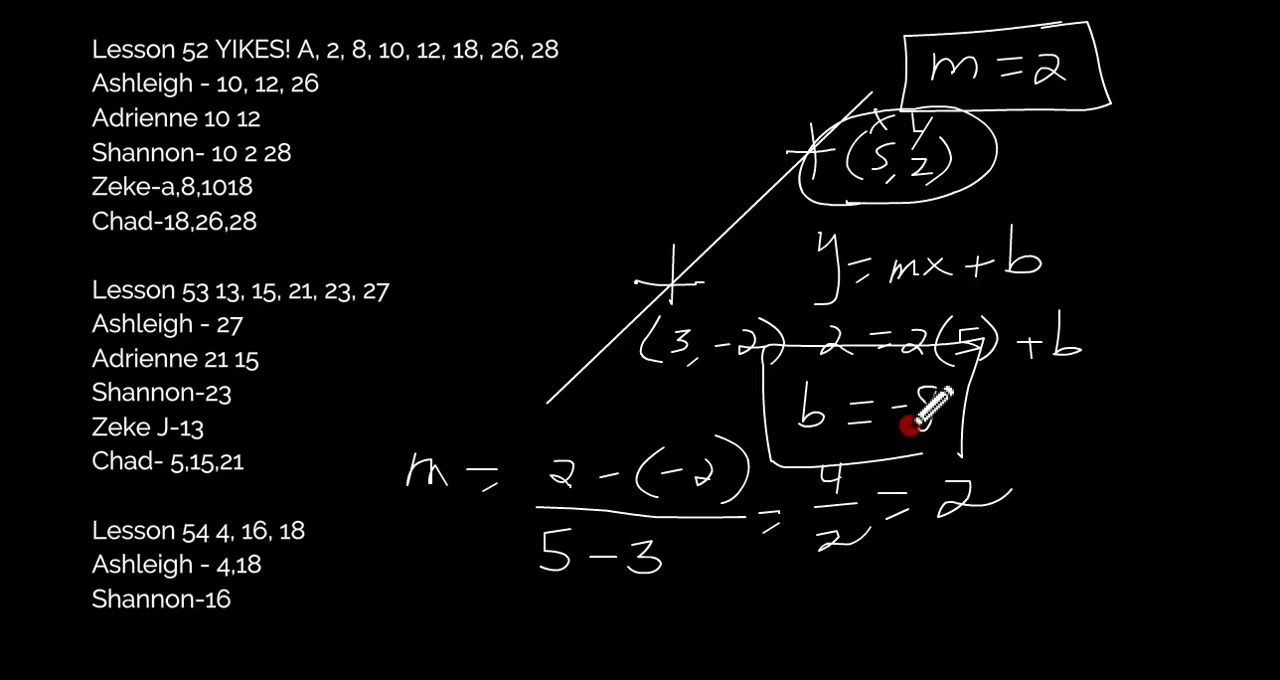 Lesson 52 YIKES! A, 2, 8, 10, 12, 18, 26, 28
Ashleigh - 10, 12, 26
Adrienne 10 12
Shannon- 10 2 28
Zeke-a,8,1018
Chad-18,26,28
Lesson 53 13, 15, 21, 23, 27
Ashleigh - 27
Adrienne 21 15
Shannon-23
Zeke J-13
Chad- 5,15,21
Lesson 54 4, 16, 18
Ashleigh - 4,18
Shannon-16
m = 2
x y
(5, 2)
y = mx + b
(3, -2)
2 = 2(5) + b
b = -8
m = 2 - (-2) / 5 - 3 = 4/2 = 2